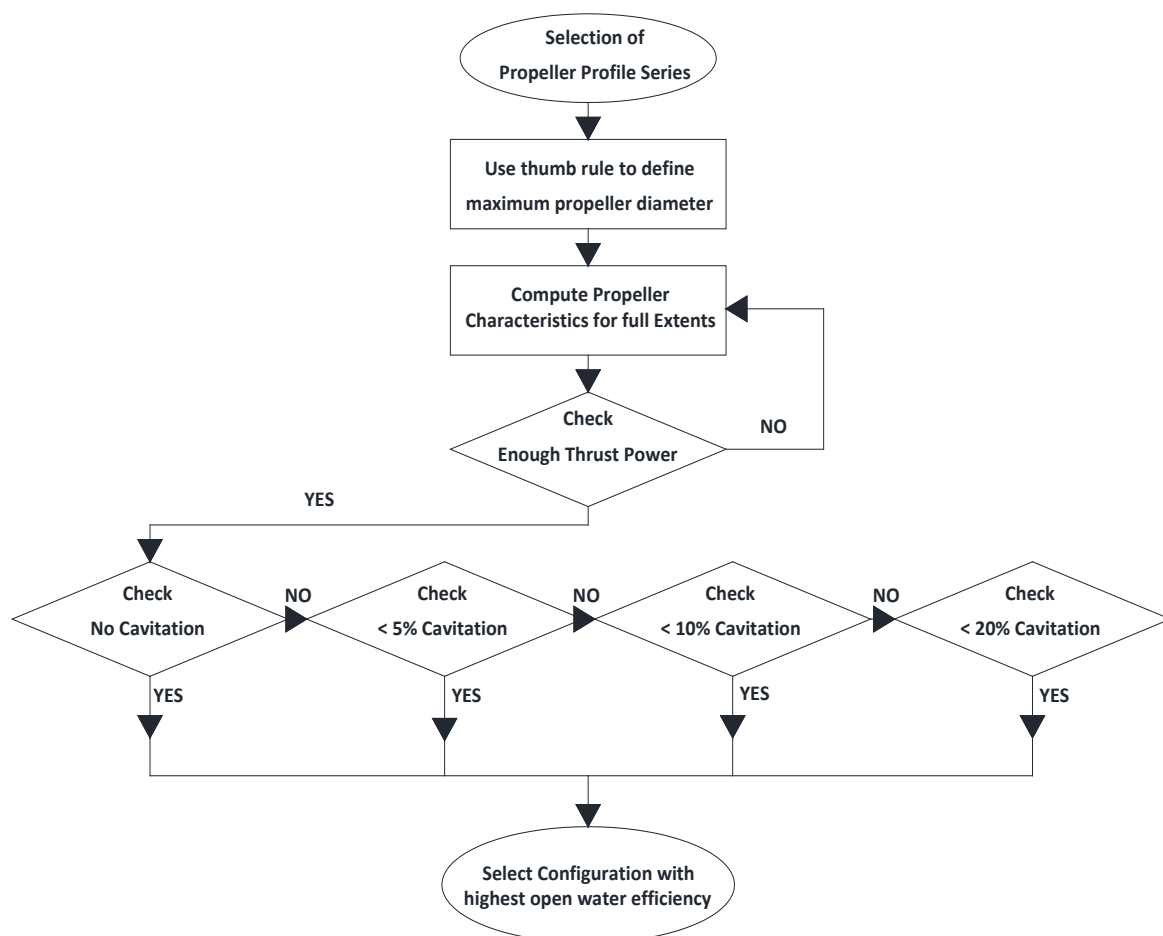 Selection of
Propeller Profile Series
Use thumb rule to define
maximum propeller diameter
Compute Propeller
Characteristics for full Extents
Check
Enough Thrust Power
NO
YES
Check
No Cavitation
NO
Check
< 5% Cavitation
NO
Check
< 10% Cavitation
NO
Check
< 20% Cavitation
YES
YES
YES
YES
Select Configuration with
highest open water efficiency